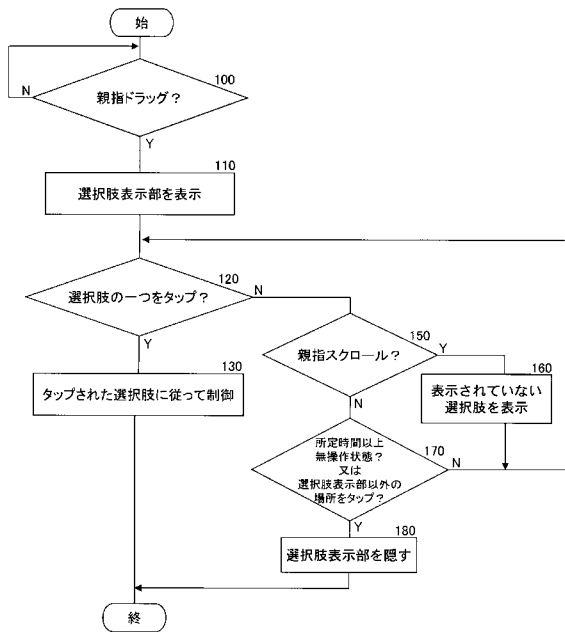 始
100
親指ドラッグ?
N
Y
110
選択肢表示部を表示
120
選択肢の一つをタップ?
N
Y
130
タップされた選択肢に従って制御
150
親指スクロール?
Y
N
160
表示されていない
選択肢を表示
170
所定時間以上
無操作状態?
又は
選択肢表示部以外の
場所をタップ?
N
Y
180
選択肢表示部を隠す
終